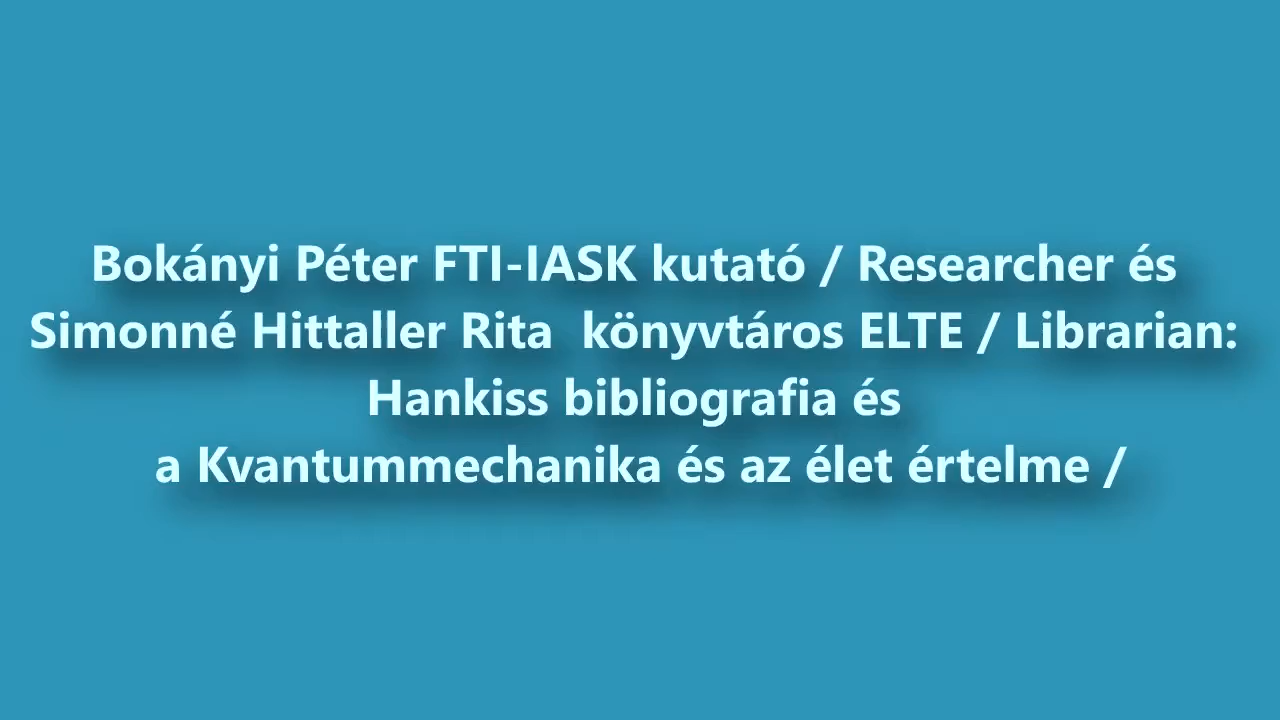 Bokányi Péter FTI-IASK kutató / Researcher és
Simonné Hittaller Rita  könyvtáros ELTE / Librarian:
Hankiss bibliografia és
a Kvantummechanika és az élet értelme /